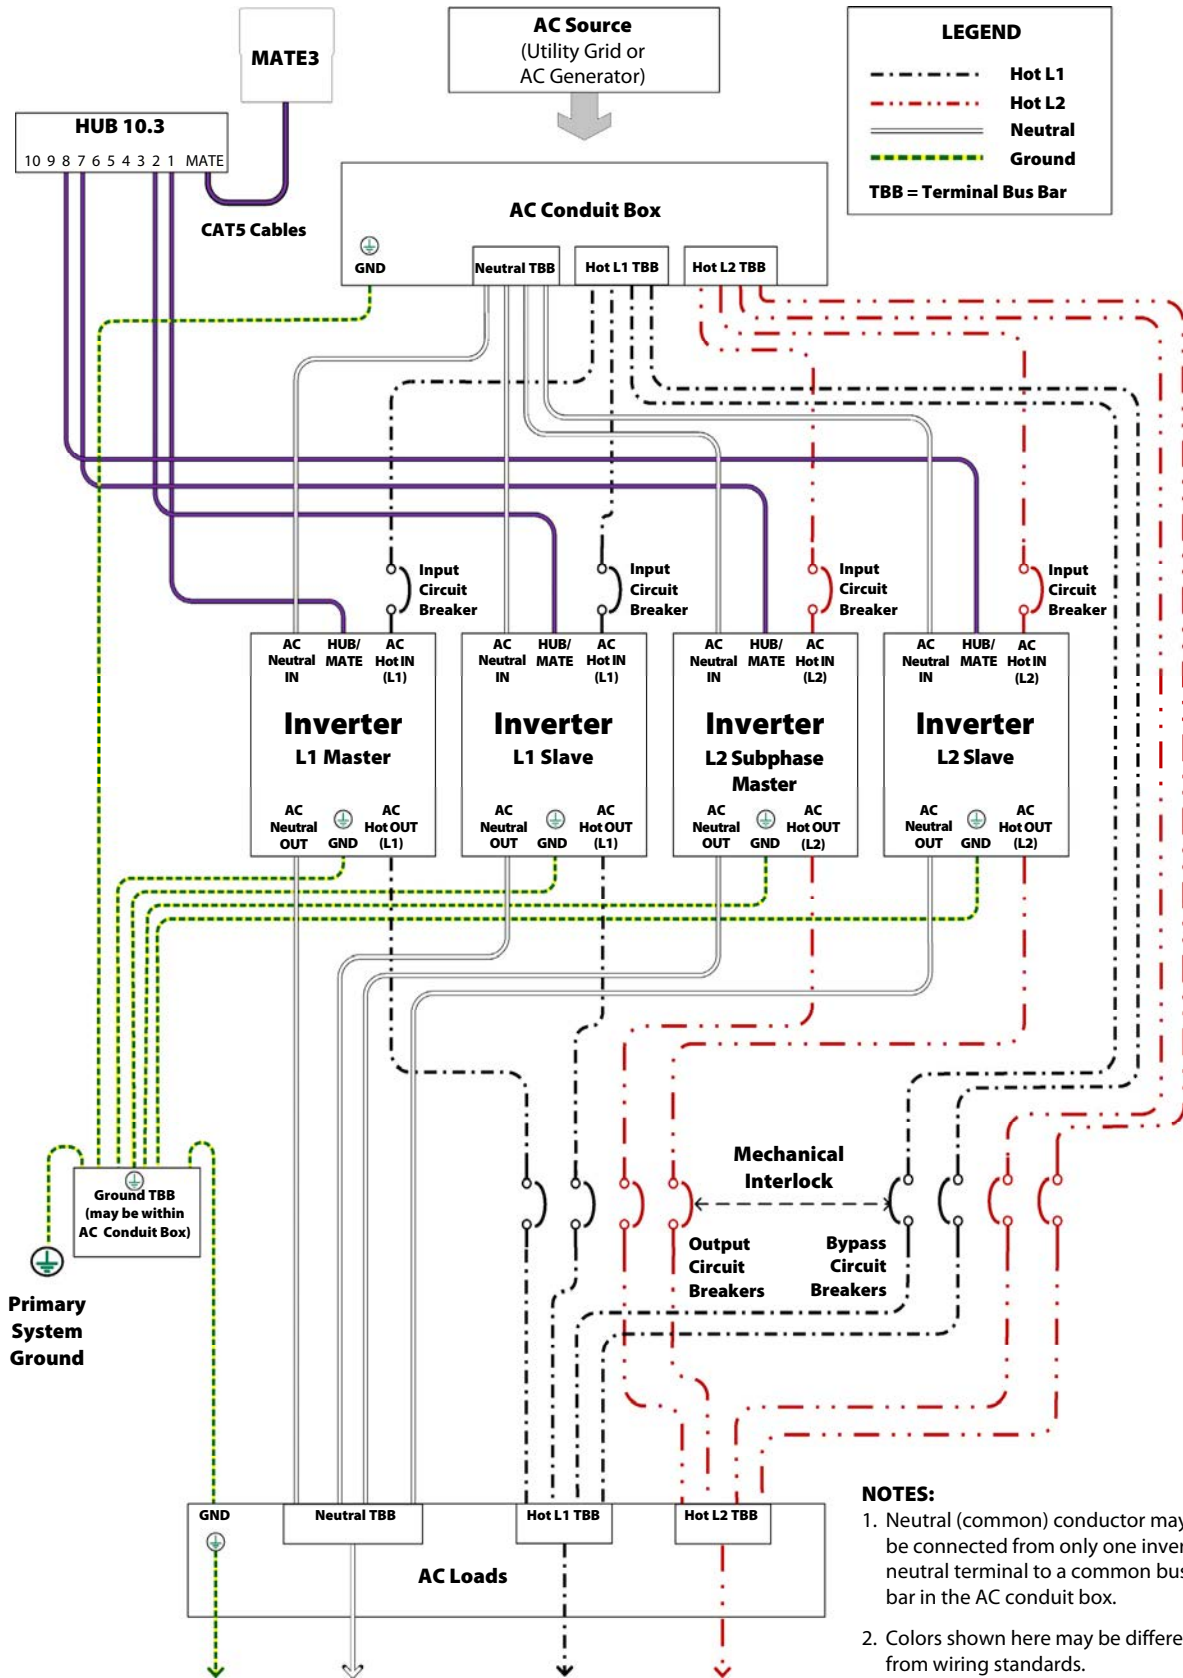 MATE3
AC Source
(Utility Grid or
AC Generator)
LEGEND
Hot L1
Hot L2
Neutral
Ground
TBB = Terminal Bus Bar
HUB 10.3
10 9 8 7 6 5 4 3 2 1 MATE
CAT5 Cables
AC Conduit Box
GND
Neutral TBB
Hot L1 TBB
Hot L2 TBB
Input
Circuit
Breaker
Input
Circuit
Breaker
Input
Circuit
Breaker
Input
Circuit
Breaker
AC
Neutral
IN
HUB/
MATE
AC
Hot IN
(L1)
Inverter
L1 Master
AC
Neutral
OUT
GND
AC
Hot OUT
(L1)
AC
Neutral
IN
HUB/
MATE
AC
Hot IN
(L1)
Inverter
L1 Slave
AC
Neutral
OUT
GND
AC
Hot OUT
(L1)
AC
Neutral
IN
HUB/
MATE
AC
Hot IN
(L2)
Inverter
L2 Subphase
Master
AC
Neutral
OUT
GND
AC
Hot OUT
(L2)
AC
Neutral
IN
HUB/
MATE
AC
Hot IN
(L2)
Inverter
L2 Slave
AC
Neutral
OUT
GND
AC
Hot OUT
(L2)
Mechanical
Interlock
Ground TBB
(may be within
AC Conduit Box)
Output
Circuit
Breakers
Bypass
Circuit
Breakers
Primary
System
Ground
GND
Neutral TBB
Hot L1 TBB
Hot L2 TBB
AC Loads
NOTES:
1. Neutral (common) conductor may
be connected from only one inver
neutral terminal to a common bus
bar in the AC conduit box.
2. Colors shown here may be differe
from wiring standards.